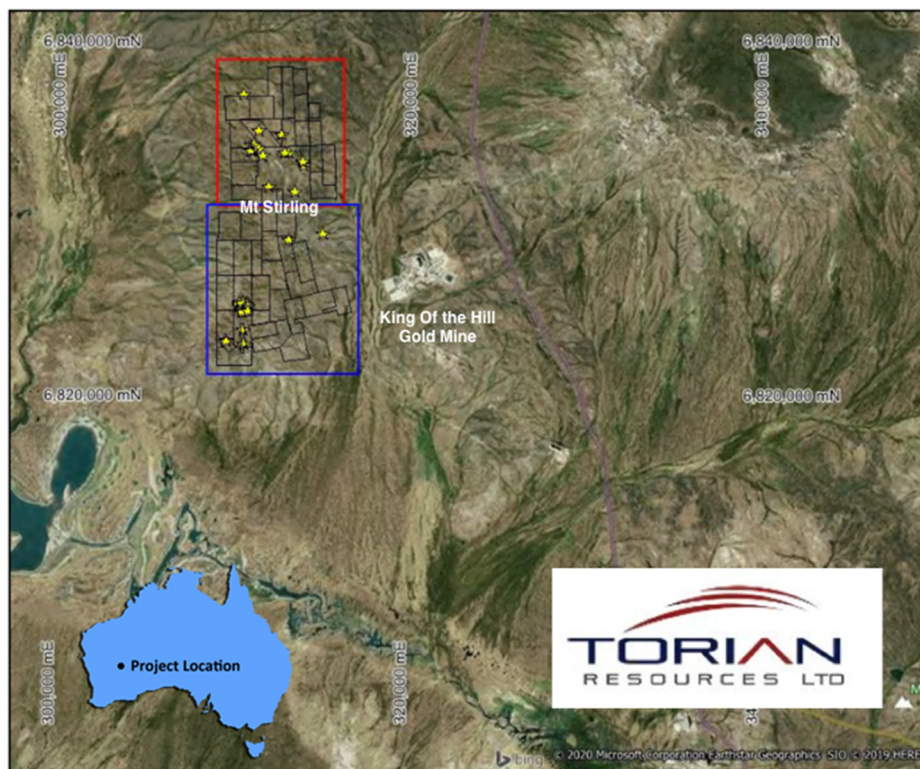 6,840,000 mN
6,840,000 mN
300,000 mE
320,000 mE
340,000 mE
Mt Stirling
King Of the Hill
Gold Mine
6,820,000 mN
6,820,000 mN
Project Location
300,000 mE
320,000 mE
TORIAN
RESOURCES LTD
bing
© 2020 Microsoft Corporation Earthstar Geographics SIO © 2019 HERE